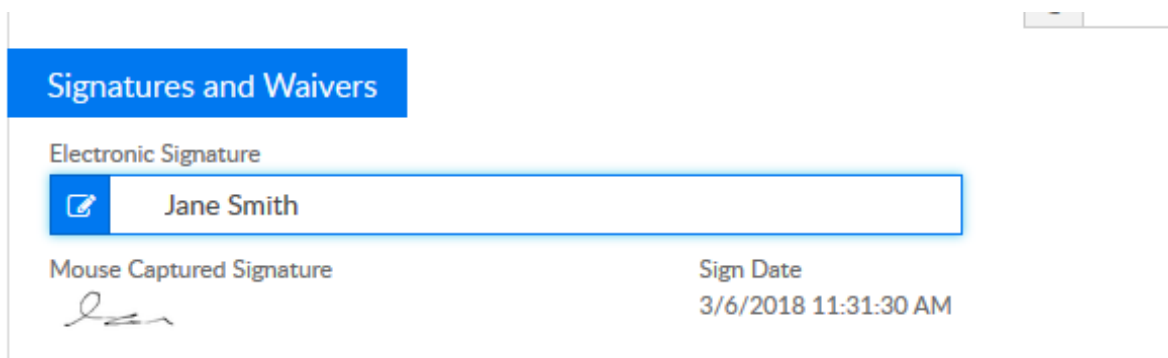 Signatures and Waivers
Electronic Signature
Jane Smith
Mouse Captured Signature
Sign Date
3/6/2018 11:31:30 AM